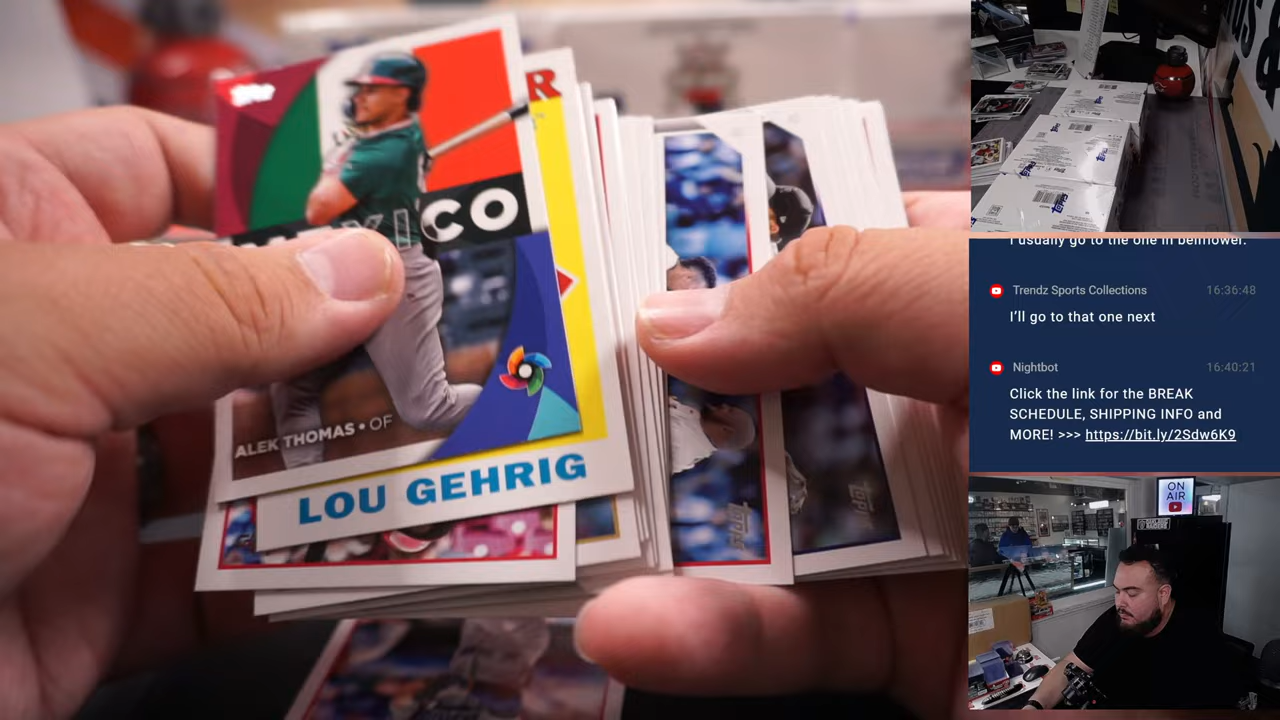 topps
MEXICO
ALEK THOMAS • OF
R
LOU GEHRIG
I usually go to the one in bellflower.
Trendz Sports Collections 16:36:48
I'll go to that one next
Nightbot 16:40:21
Click the link for the BREAK
SCHEDULE, SHIPPING INFO and
MORE! >>> https://bit.ly/2Sdw6K9
ON
AIR